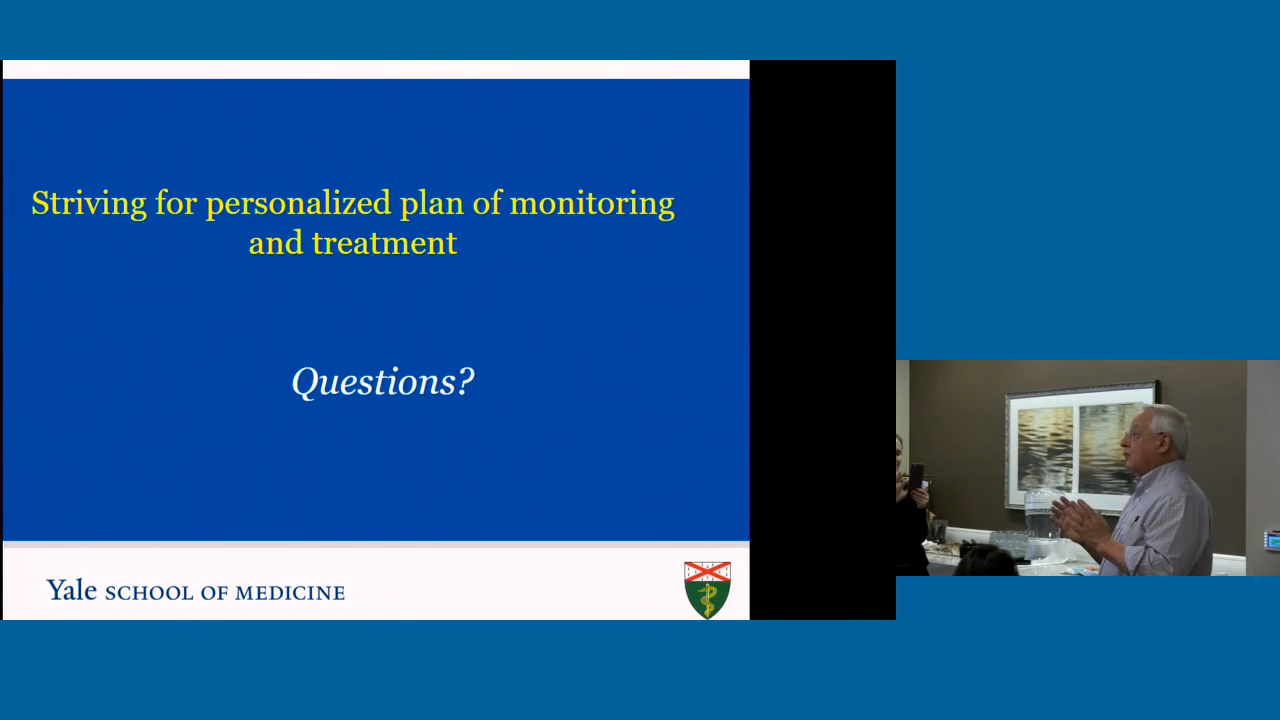 Striving for personalized plan of monitoring
and treatment
Questions?
Yale SCHOOL OF MEDICINE